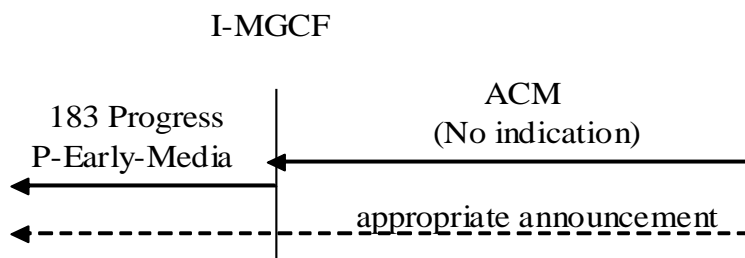 I-MGCF
183 Progress
P-Early-Media
ACM
(No indication)
appropriate announcement